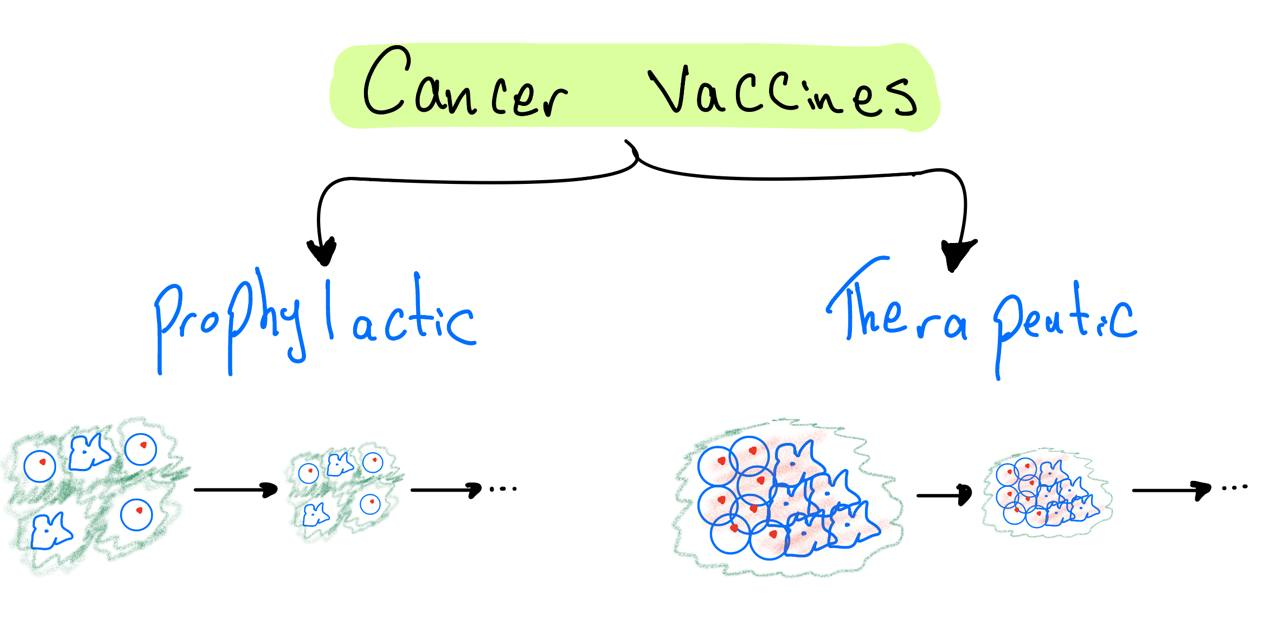 Cancer Vaccines
Prophylactic
Therapeutic
...
...